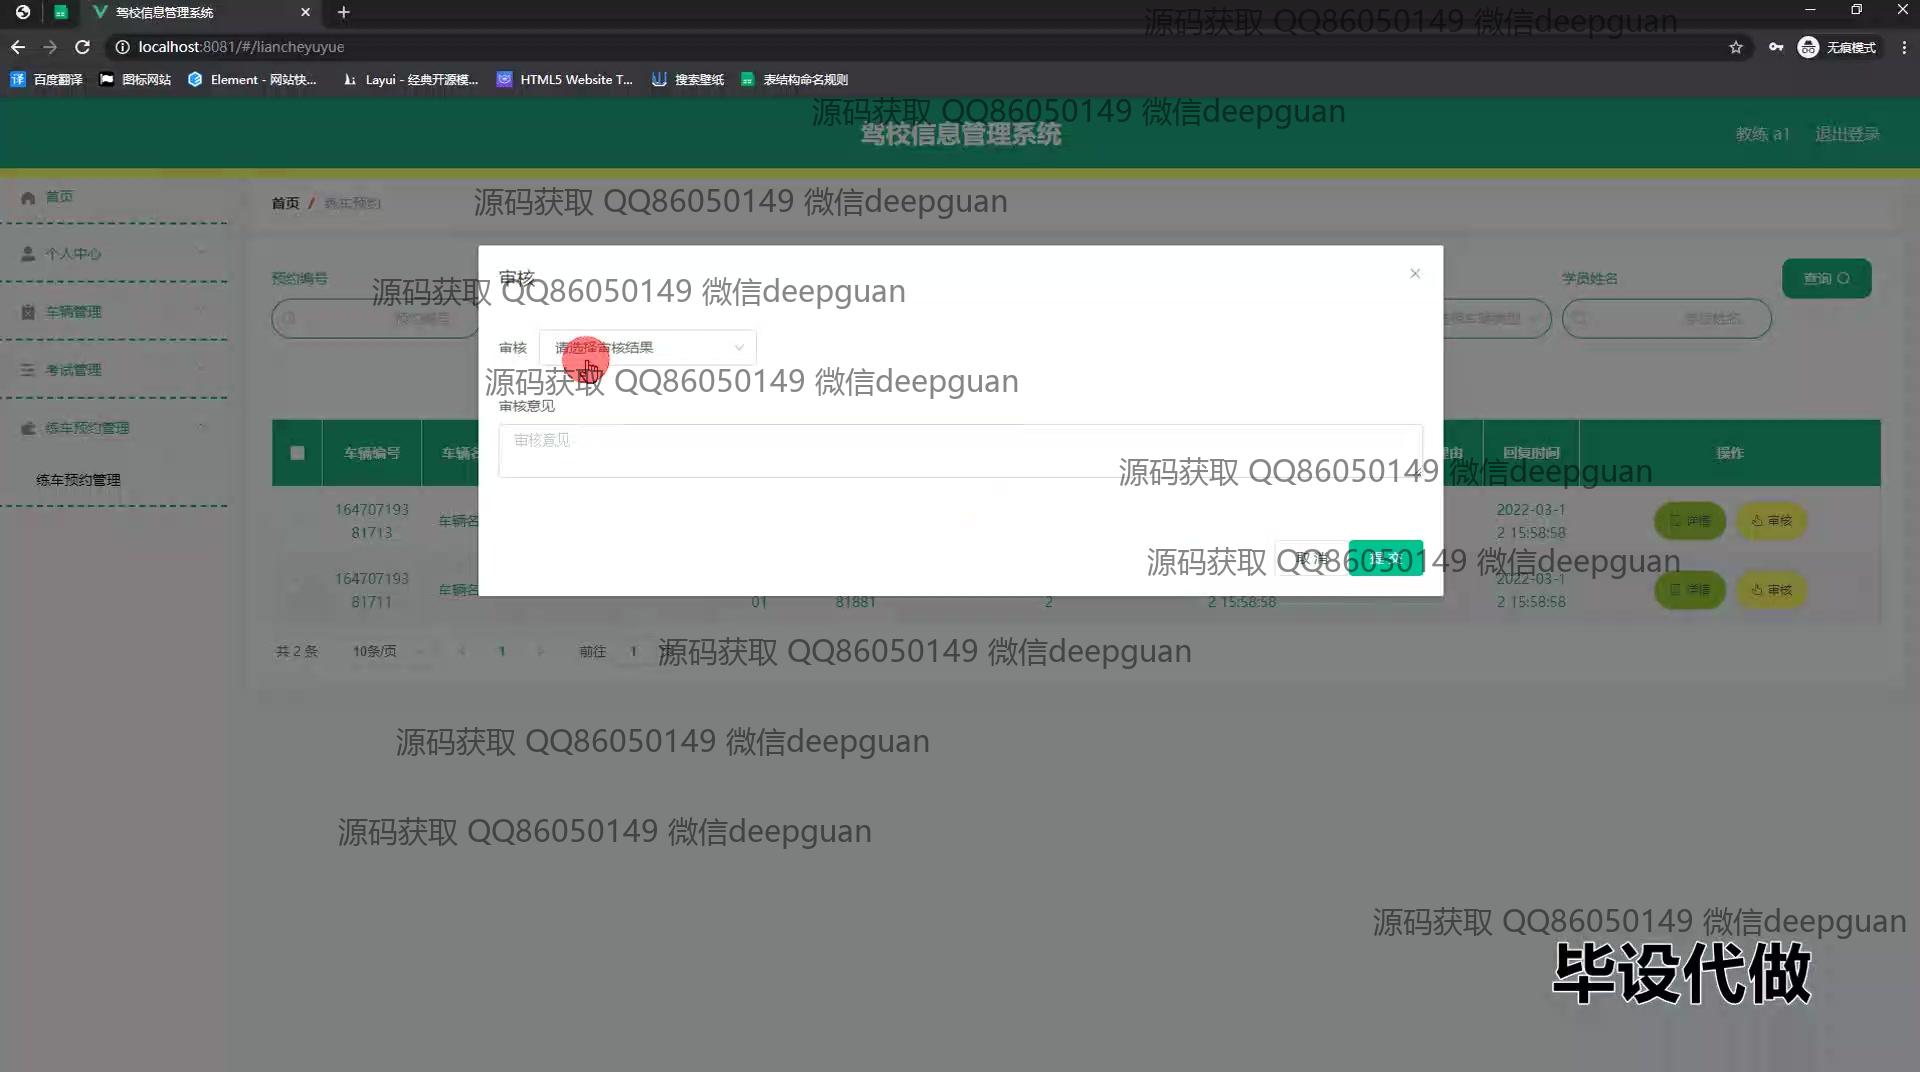 驾校信息管理系统
localhost:8081/#/liancheyuyue
无痕模式
百度翻译
图标网站
Element - 网站快...
Layui - 经典开源模...
HTML5 Website T...
搜索壁纸
表结构命名规则
源码获取 QQ86050149 微信deepguan
源码获取 QQ86050149 微信deepguan
驾校信息管理系统
教练 a1
退出登录
首页
个人中心
车辆管理
考试管理
练车预约管理
练车预约管理
首页 / 练车预约
源码获取 QQ86050149 微信deepguan
预约编号
预约编号
学员姓名
学员姓名
查询
审核
源码获取 QQ86050149 微信deepguan
审核
请选择审核结果
源码获取 QQ86050149 微信deepguan
审核意见
审核意见
源码获取 QQ86050149 微信deepguan
取消
提交
源码获取 QQ86050149 微信deepguan
车辆编号
车辆名
回复时间
操作
164707193
81713
车辆名
2022-03-1
2 15:58:58
详情
审核
164707193
81711
车辆名
01
81881
2
2 15:58:58
2022-03-1
2 15:58:58
详情
审核
共 2 条
10条/页
1
前往
1
页
源码获取 QQ86050149 微信deepguan
源码获取 QQ86050149 微信deepguan
源码获取 QQ86050149 微信deepguan
源码获取 QQ86050149 微信deepguan
毕设代做